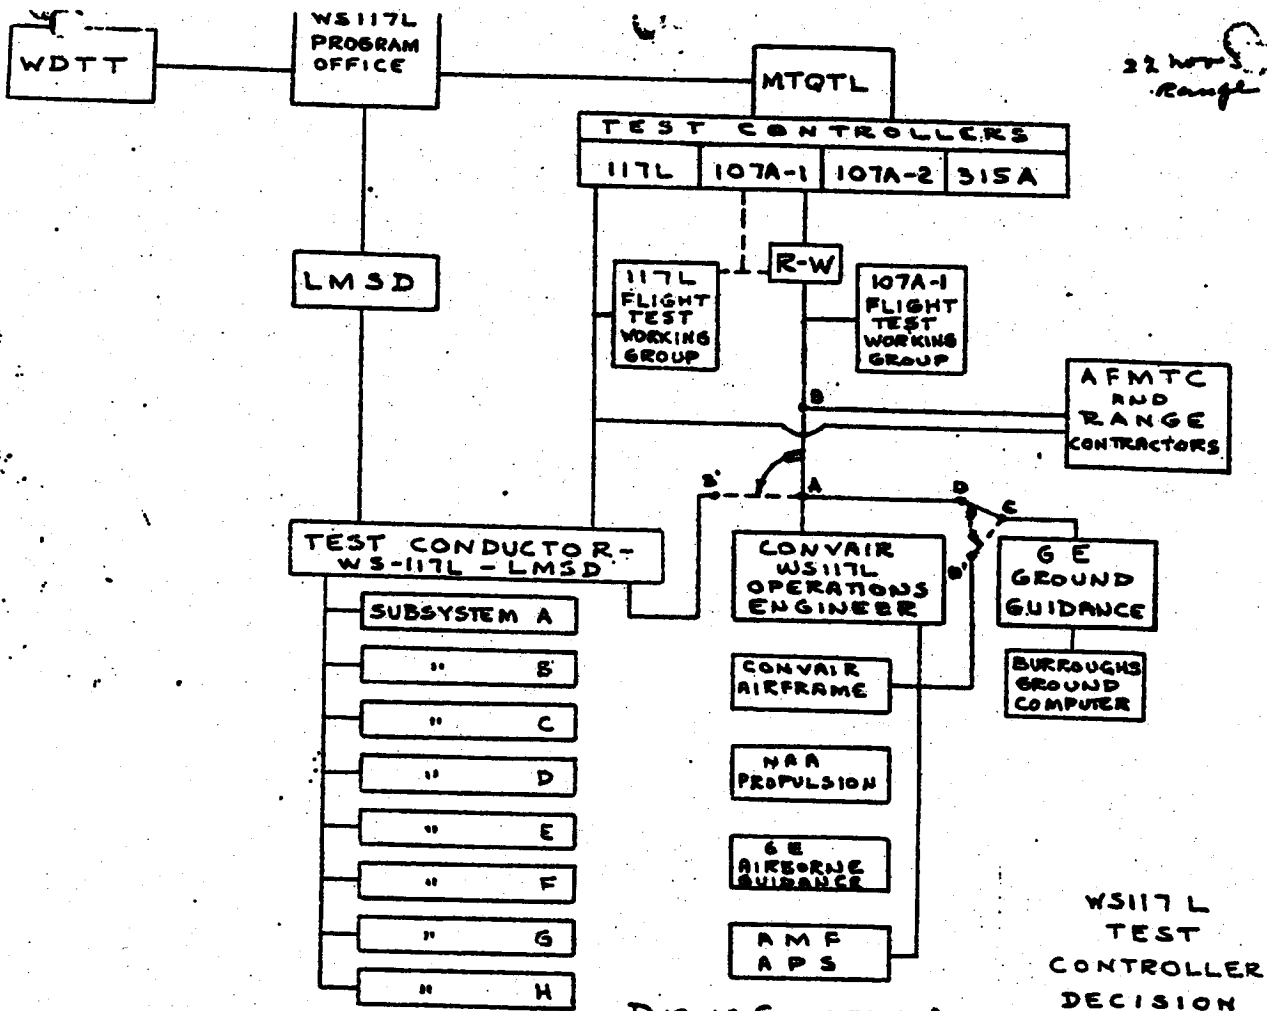 WDTT
WS117L
PROGRAM
OFFICE
MTQTL
Range
TEST CONTROLLERS
117L
107A-1
107A-2
315A
LMSD
R-W
117L
FLIGHT
TEST
WORKING
GROUP
107A-1
FLIGHT
TEST
WORKING
GROUP
AFMTC
AND
RANGE
CONTRACTORS
B
B'
A
D
C
D'
TEST CONDUCTOR-
WS-117L - LMSD
CONVAIR
WS117L
OPERATIONS
ENGINEER
GE
GROUND
GUIDANCE
SUBSYSTEM A
" B
" C
" D
" E
" F
" G
" H
CONVAIR
AIRFRAME
BURROUGHS
GROUND
COMPUTER
NAA
PROPULSION
GE
AIRBORNE
GUIDANCE
AMF
APS
WS117L
TEST
CONTROLLER
DECISION